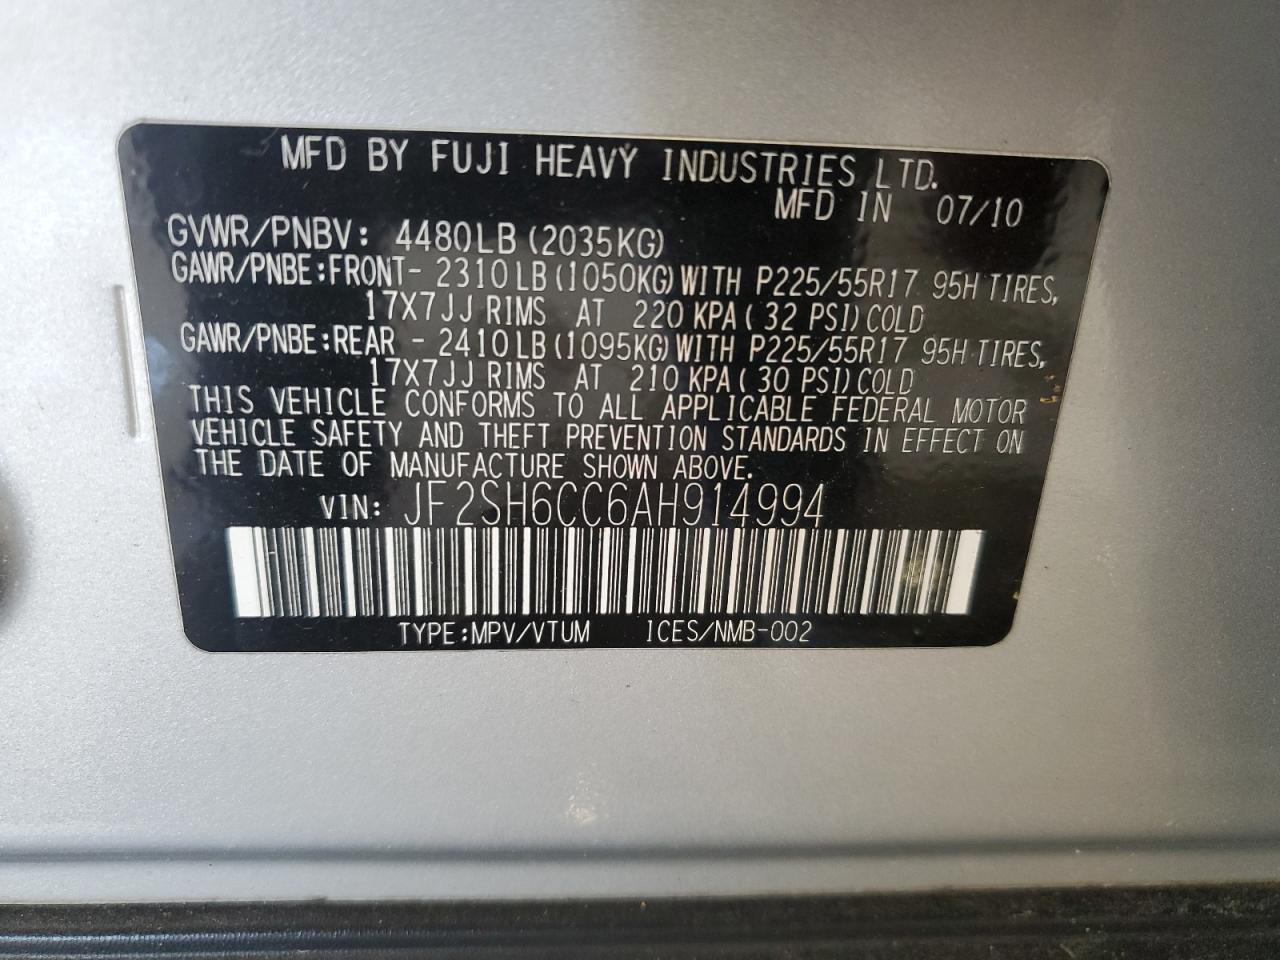 MFD BY FUJI HEAVY INDUSTRIES LTD.
MFD IN 07/10
GVWR/PNBV: 4480LB (2035KG)
GAWR/PNBE:FRONT- 2310LB (1050KG) WITH P225/55R17 95H TIRES,
17X7JJ RIMS AT 220 KPA ( 32 PSI) COLD
GAWR/PNBE:REAR - 2410LB (1095KG) WITH P225/55R17 95H TIRES,
17X7JJ RIMS AT 210 KPA ( 30 PSI) COLD
THIS VEHICLE CONFORMS TO ALL APPLICABLE FEDERAL MOTOR
VEHICLE SAFETY AND THEFT PREVENTION STANDARDS IN EFFECT ON
THE DATE OF MANUFACTURE SHOWN ABOVE.
VIN: JF2SH6CC6AH914994
TYPE:MPV/VTUM ICES/NMB-002